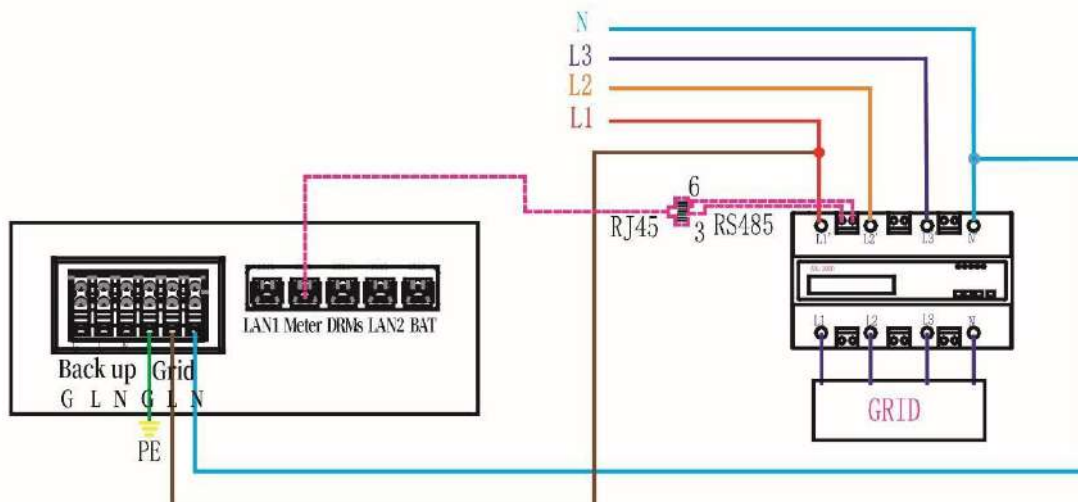 N
L3
L2
L1
6
RJ45
3
RS485
L1' L2' L3' N'
LAN1 Meter DRMs LAN2 BAT
L1 L2 L3 N
Back up Grid
G L N G L N
GRID
PE